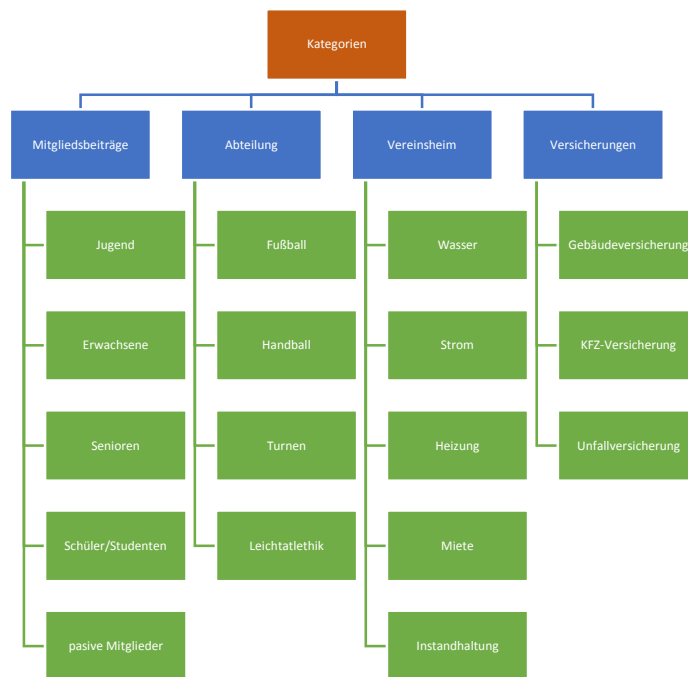 Kategorien
Mitgliedsbeiträge
Abteilung
Vereinsheim
Versicherungen
Jugend
Fußball
Wasser
Gebäudeversicherung
Erwachsene
Handball
Strom
KFZ-Versicherung
Senioren
Turnen
Heizung
Unfallversicherung
Schüler/Studenten
Leichtatlethik
Miete
pasive Mitglieder
Instandhaltung